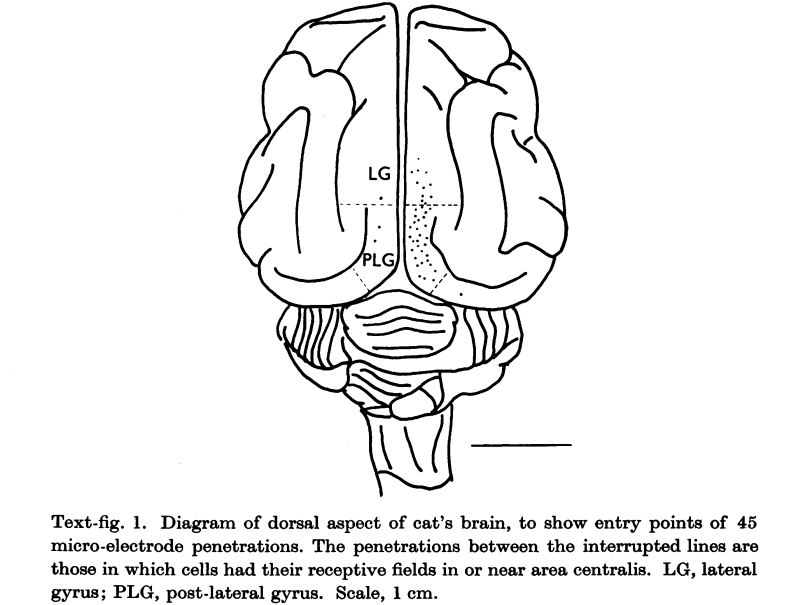 LG
PLG
Text-fig. 1. Diagram of dorsal aspect of cat's brain, to show entry points of 45
micro-electrode penetrations. The penetrations between the interrupted lines are
those in which cells had their receptive fields in or near area centralis. LG, lateral
gyrus; PLG, post-lateral gyrus. Scale, 1 cm.